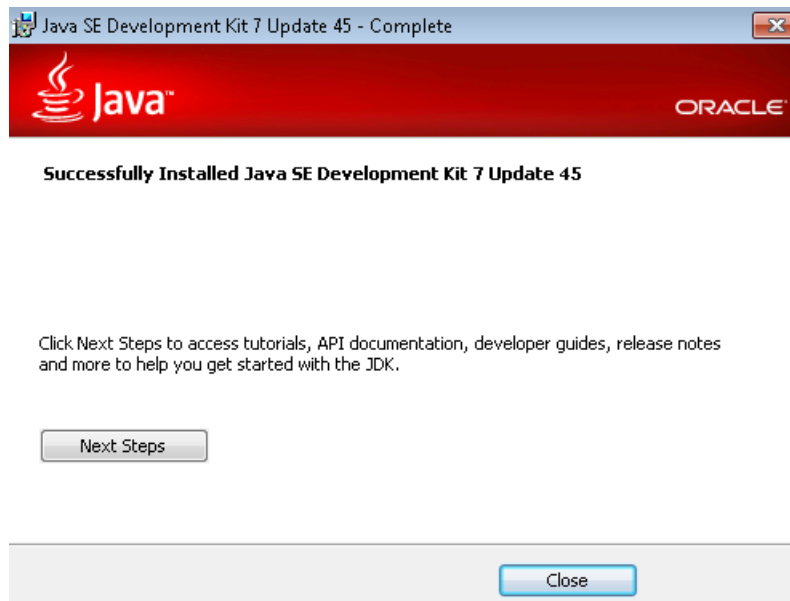 Java SE Development Kit 7 Update 45 - Complete
Java™
ORACLE®
Successfully Installed Java SE Development Kit 7 Update 45
Click Next Steps to access tutorials, API documentation, developer guides, release notes
and more to help you get started with the JDK.
Next Steps
Close